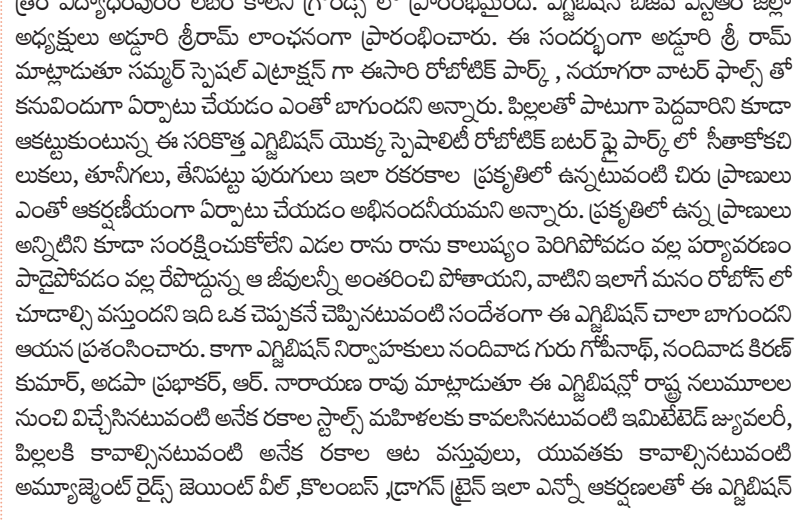 త్రం విద్యాధరపురం లేబర్ కాలనీ గ్రౌండ్స్ లో ప్రారంభమైంది. ఎగ్జిబిషన్ బిజెపి ఎన్టీఆర్ జిల్లా
అధ్యక్షులు అడ్డూరి శ్రీరామ్ లాంఛనంగా ప్రారంభించారు. ఈ సందర్భంగా అడ్డూరి శ్రీ రామ్
మాట్లాడుతూ సమ్మర్ స్పెషల్ ఎట్రాక్షన్ గా ఈసారి రోబోటిక్ పార్క్ , నయాగరా వాటర్ ఫాల్స్ తో
కనువిందుగా ఏర్పాటు చేయడం ఎంతో బాగుందని అన్నారు. పిల్లలతో పాటుగా పెద్దవారిని కూడా
ఆకట్టుకుంటున్న ఈ సరికొత్త ఎగ్జిబిషన్ యొక్క స్పెషాలిటీ రోబోటిక్ బటర్ ఫ్లై పార్క్ లో సీతాకోకచి
లుకలు, తూనీగలు, తేనెపట్టు పురుగులు ఇలా రకరకాల ప్రకృతిలో ఉన్నటువంటి చిరు ప్రాణులు
ఎంతో ఆకర్షణీయంగా ఏర్పాటు చేయడం అభినందనీయమని అన్నారు. ప్రకృతిలో ఉన్న ప్రాణులు
అన్నిటిని కూడా సంరక్షించుకోలేని ఎడల రాను రాను కాలుష్యం పెరిగిపోవడం వల్ల పర్యావరణం
పాడైపోవడం వల్ల రేపొద్దున్న ఆ జీవులన్నీ అంతరించి పోతాయని, వాటిని ఇలాగే మనం రోబోస్ లో
చూడాల్సి వస్తుందని ఇది ఒక చెప్పకనే చెప్పినటువంటి సందేశంగా ఈ ఎగ్జిబిషన్ చాలా బాగుందని
ఆయన ప్రశంసించారు. కాగా ఎగ్జిబిషన్ నిర్వాహకులు నందివాడ గురు గోపీనాథ్, నందివాడ కిరణ్
కుమార్, అడపా ప్రభాకర్, ఆర్. నారాయణ రావు మాట్లాడుతూ ఈ ఎగ్జిబిషన్లో రాష్ట్ర నలుమూలల
నుంచి విచ్చేసినటువంటి అనేక రకాల స్టాల్స్ మహిళలకు కావలసినటువంటి ఇమిటేటెడ్ జ్యువలరీ,
పిల్లలకి కావాల్సినటువంటి అనేక రకాల ఆట వస్తువులు, యువతకు కావాల్సినటువంటి
అమ్యూజ్మెంట్ రైడ్స్ జెయింట్ వీల్ ,కొలంబస్ ,డ్రాగన్ ట్రైన్ ఇలా ఎన్నో ఆకర్షణలతో ఈ ఎగ్జిబిషన్